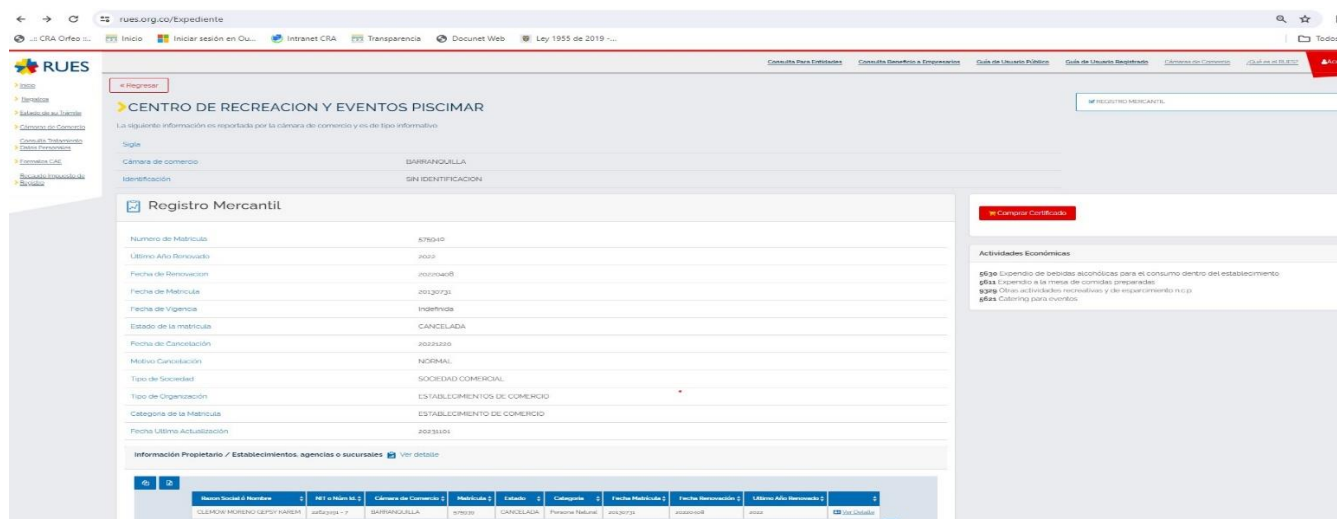 rues.org.co/Expediente
..:: CRA Orfeo ::.. Inicio Iniciar sesión en Ou... Intranet CRA Transparencia Docunet Web Ley 1955 de 2019 -... Todos
RUES
Consulta Para Entidades Consulta Beneficio a Empresarios Guía de Usuario Público Guía de Usuario Registrado Cámaras de Comercio ¿Qué es el RUES?
Inicio
Registros
Estado de su Trámite
Cámaras de Comercio
Consulta Tratamiento
Datos Personales
Formatos CAE
Recaudo Impuesto de
Registro
« Regresar
CENTRO DE RECREACION Y EVENTOS PISCIMAR
REGISTRO MERCANTIL
La siguiente información es reportada por la cámara de comercio y es de tipo informativo
Sigla
Cámara de comercio BARRANQUILLA
Identificación SIN IDENTIFICACION
Registro Mercantil
Numero de Matricula 575940
Último Año Renovado 2022
Fecha de Renovacion 20220408
Fecha de Matricula 20130731
Fecha de Vigencia Indefinida
Estado de la matricula CANCELADA
Fecha de Cancelación 20221220
Motivo Cancelación NORMAL
Tipo de Sociedad SOCIEDAD COMERCIAL
Tipo de Organización ESTABLECIMIENTOS DE COMERCIO
Categoria de la Matricula ESTABLECIMIENTO DE COMERCIO
Fecha Ultima Actualización 20231101
Comprar Certificado
Actividades Económicas
5630 Expendio de bebidas alcohólicas para el consumo dentro del establecimiento
5611 Expendio a la mesa de comidas preparadas
9329 Otras actividades recreativas y de esparcimiento n.c.p.
5621 Catering para eventos
Información Propietario / Establecimientos, agencias o sucursales Ver detalle
Razon Social ó Nombre NIT o Núm Id. Cámara de Comercio Matrícula Estado Categoria Fecha Matrícula Fecha Renovación Ultimo Año Renovado
CLEMOW MORENO GEPSY KAREM BARRANQUILLA 575939 CANCELADA Persona Natural 20130731 20220408 2022 Ver Detalle